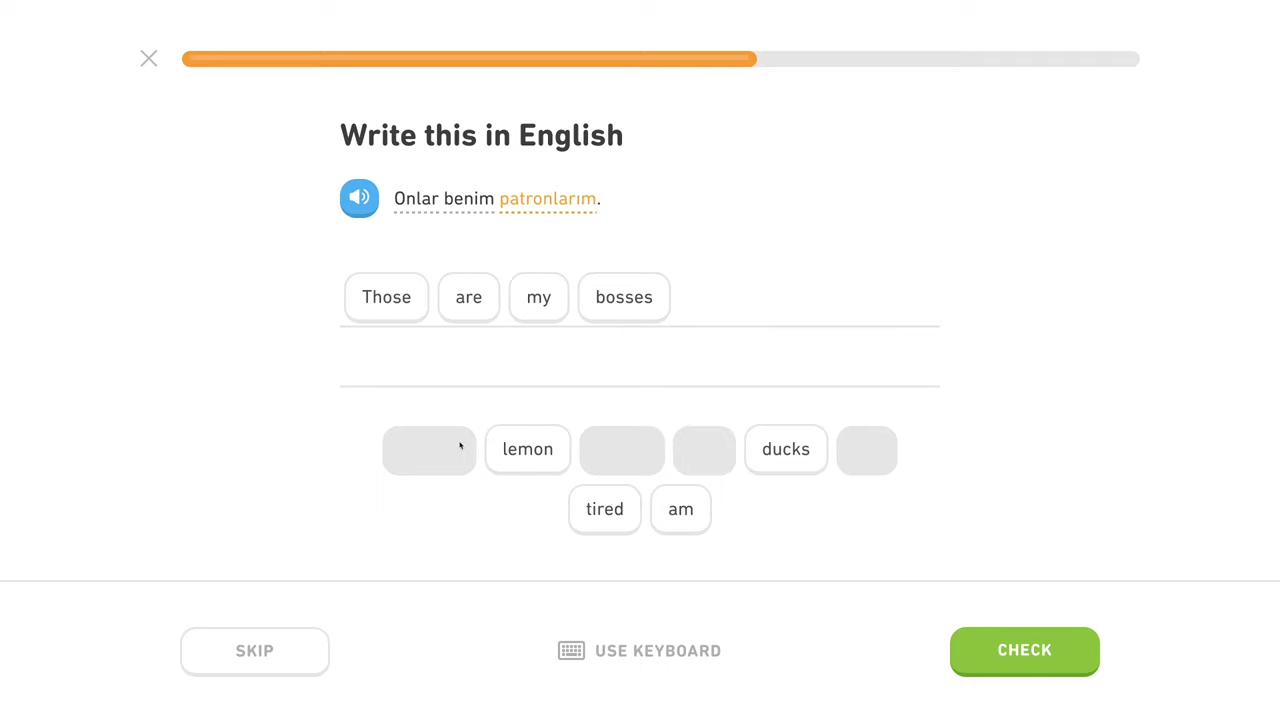 Write this in English
Onlar benim patronlarım.
Those are my bosses
lemon ducks
tired am
SKIP USE KEYBOARD CHECK